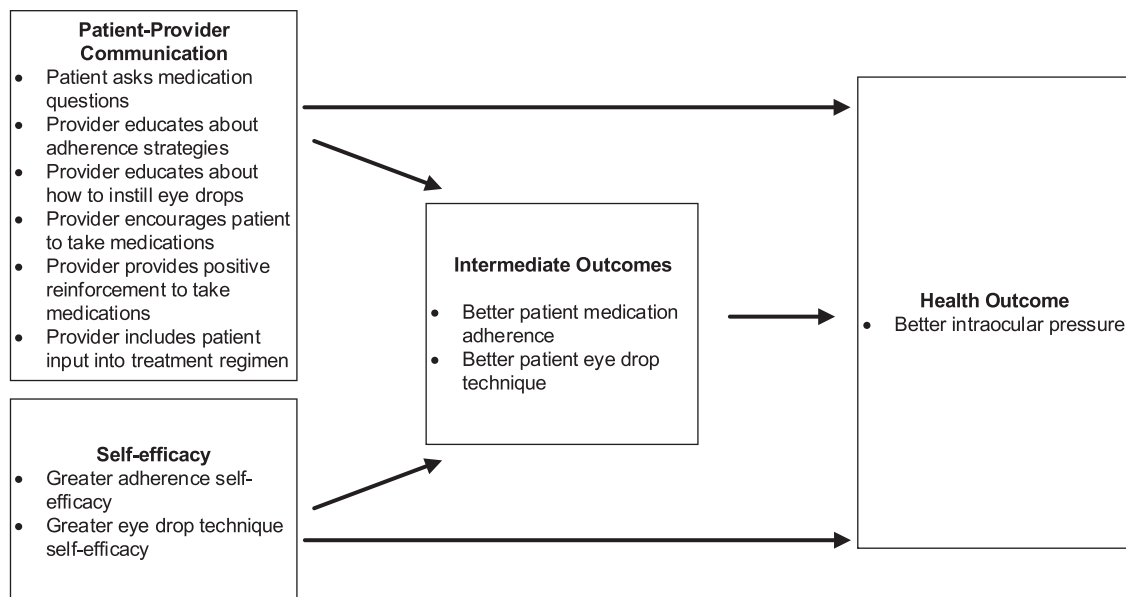 Patient-Provider
Communication
• Patient asks medication
questions
• Provider educates about
adherence strategies
• Provider educates about
how to instill eye drops
• Provider encourages patient
to take medications
• Provider provides positive
reinforcement to take
medications
• Provider includes patient
input into treatment regimen
Self-efficacy
• Greater adherence self-
efficacy
• Greater eye drop technique
self-efficacy
Intermediate Outcomes
• Better patient medication
adherence
• Better patient eye drop
technique
Health Outcome
• Better intraocular pressure